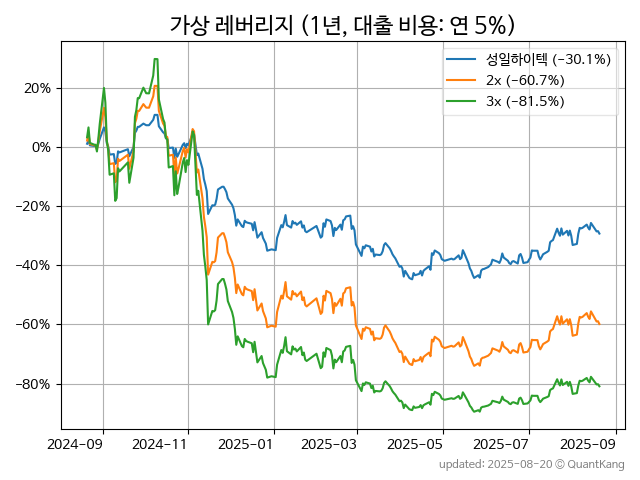 가상 레버리지 (1년, 대출 비용: 연 5%)
성일하이텍 (-30.1%)
2x (-60.7%)
3x (-81.5%)
20%
0%
-20%
-40%
-60%
-80%
2024-09 2024-11 2025-01 2025-03 2025-05 2025-07 2025-09
updated: 2025-08-20 © QuantKang